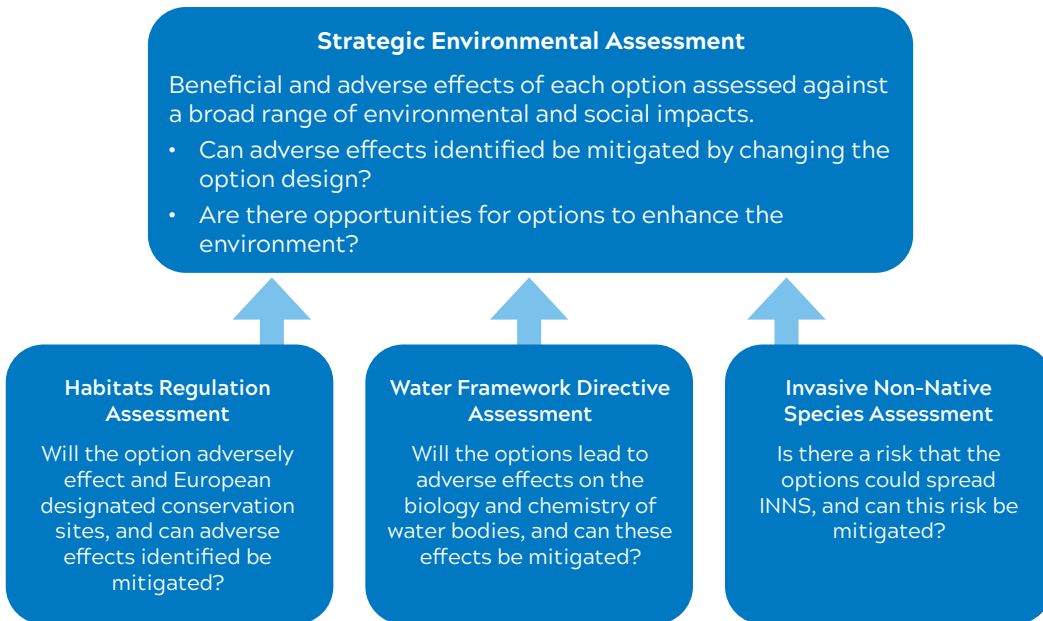 Strategic Environmental Assessment
Beneficial and adverse effects of each option assessed against
a broad range of environmental and social impacts.
• Can adverse effects identified be mitigated by changing the
option design?
• Are there opportunities for options to enhance the
environment?
Habitats Regulation
Assessment
Will the option adversely
effect and European
designated conservation
sites, and can adverse
effects identified be
mitigated?
Water Framework Directive
Assessment
Will the options lead to
adverse effects on the
biology and chemistry of
water bodies, and can these
effects be mitigated?
Invasive Non-Native
Species Assessment
Is there a risk that the
options could spread
INNS, and can this risk be
mitigated?